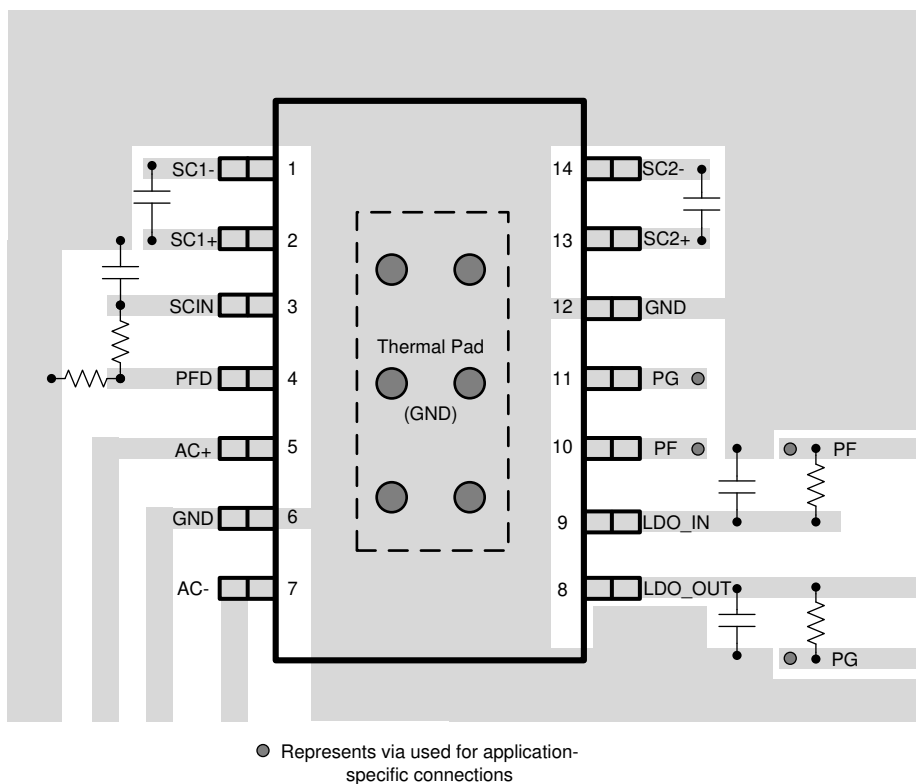 SC1- 1 14 SC2-
SC1+ 2 13 SC2+
SCIN 3 12 GND
Thermal Pad
PFD 4 11 PG
(GND)
AC+ 5 10 PF PF
GND 6 9 LDO_IN
AC- 7 8 LDO_OUT
PG
Represents via used for application-
specific connections